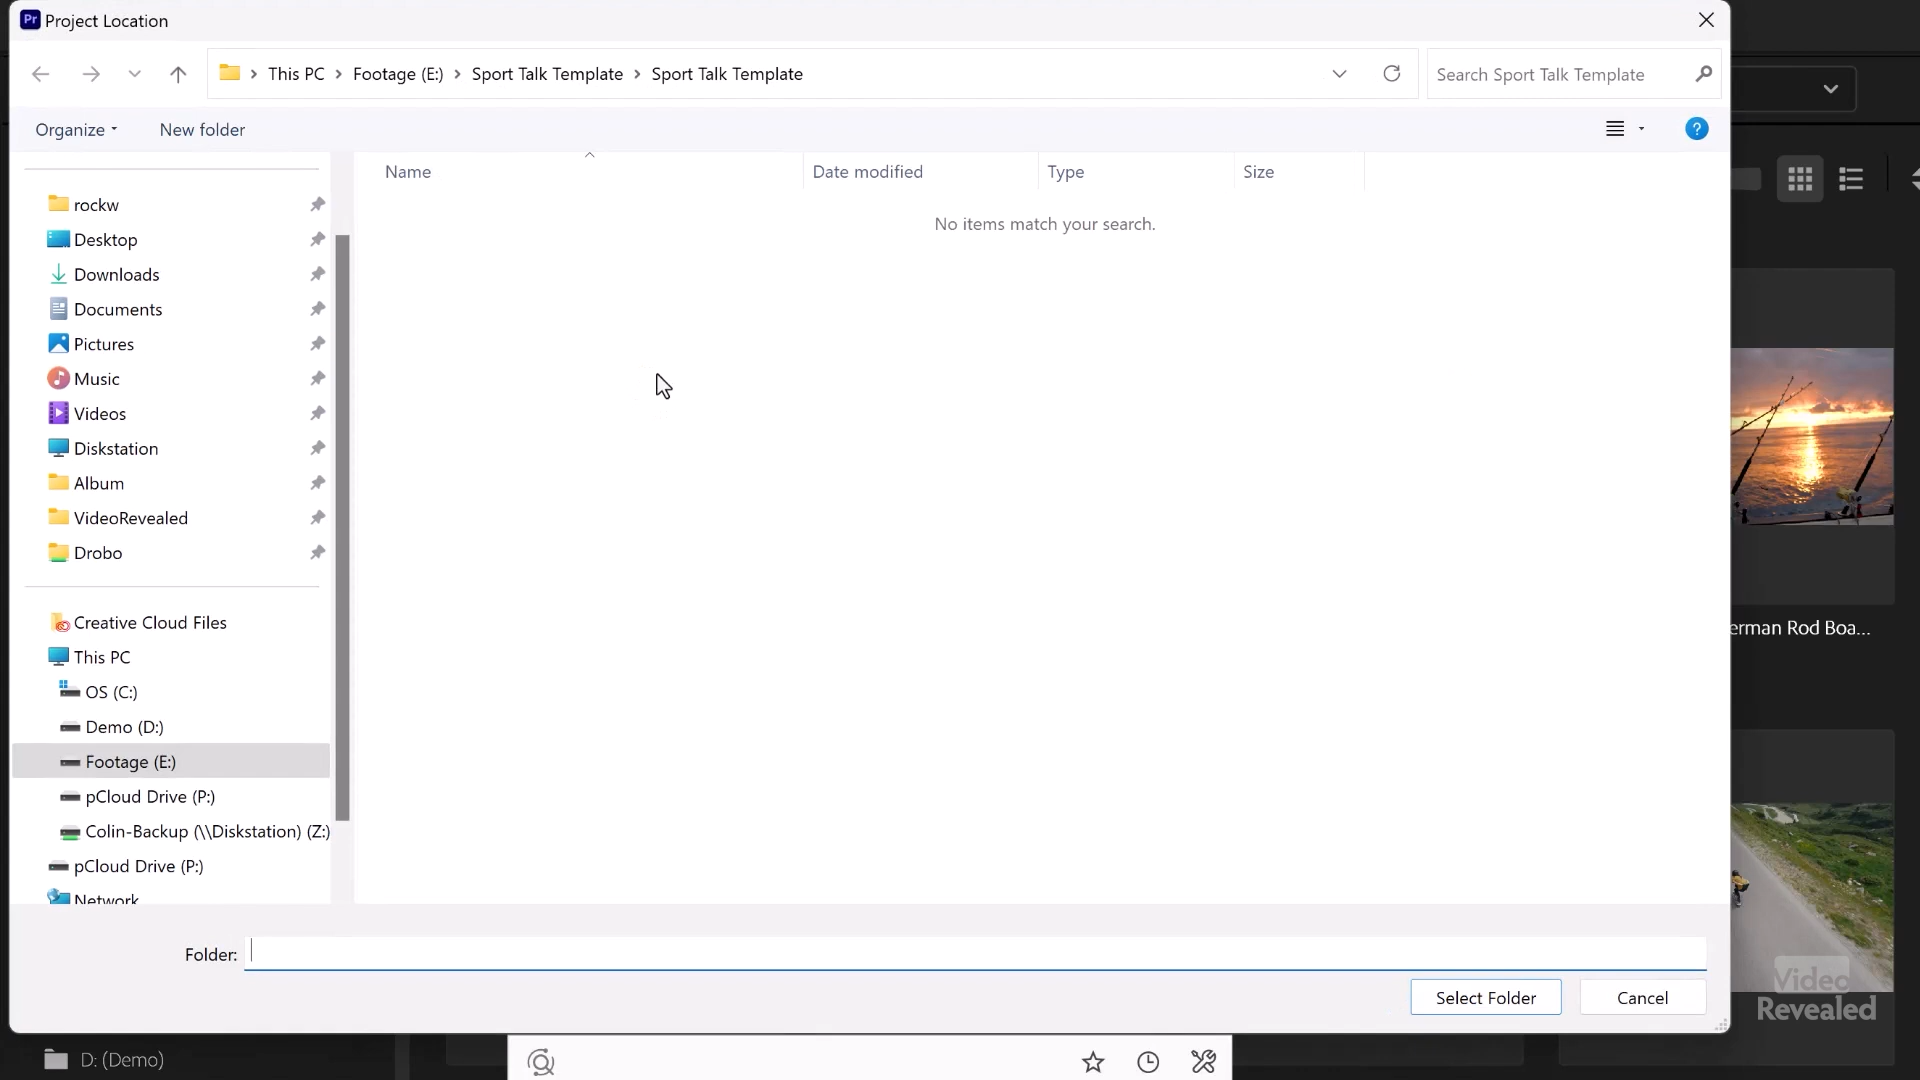 Pr Project Location
This PC > Footage (E:) > Sport Talk Template > Sport Talk Template
Search Sport Talk Template
Organize
New folder
?
Name
Date modified
Type
Size
No items match your search.
rockw
Desktop
Downloads
Documents
Pictures
Music
Videos
Diskstation
Album
VideoRevealed
Drobo
Creative Cloud Files
This PC
OS (C:)
Demo (D:)
Footage (E:)
pCloud Drive (P:)
Colin-Backup (\\Diskstation) (Z:)
pCloud Drive (P:)
Network
erman Rod Boa...
Folder:
Select Folder
Cancel
Video
Revealed
D: (Demo)